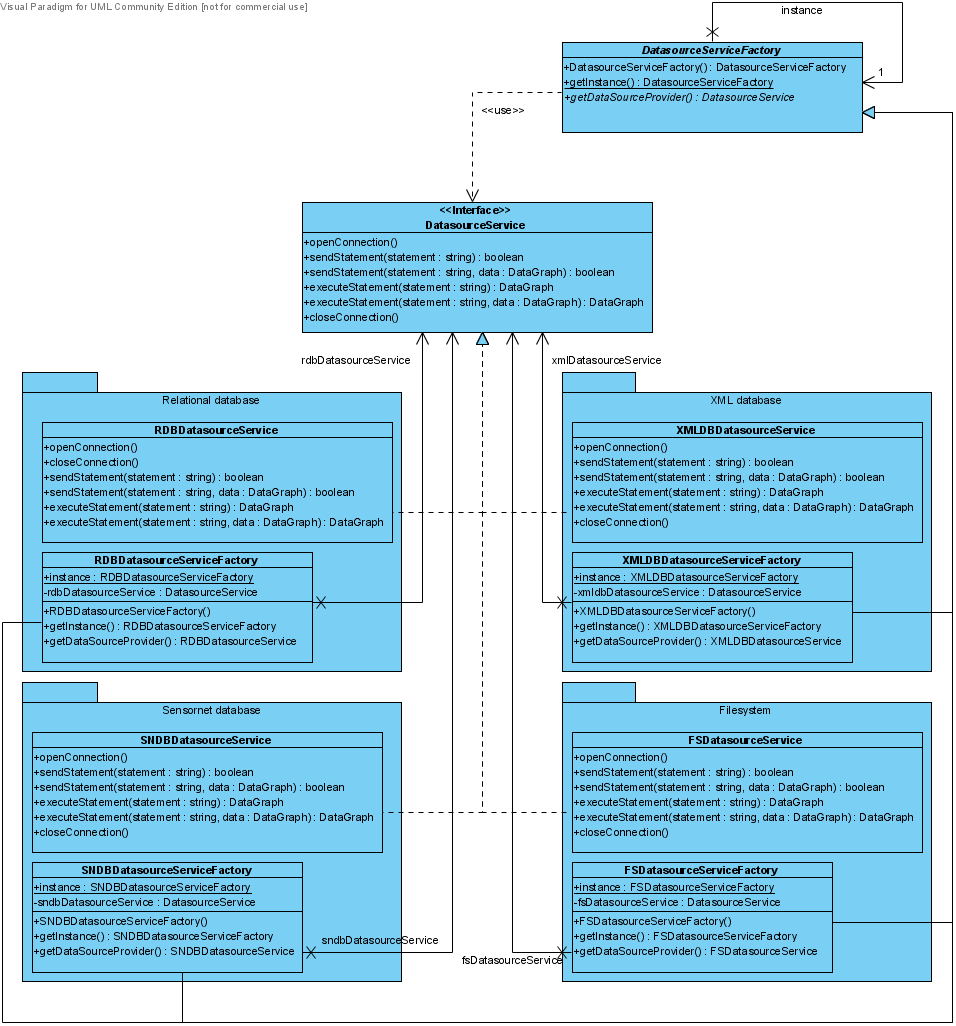 Visual Paradigm for UML Community Edition [not for commercial use]
instance
DatasourceServiceFactory
+DatasourceServiceFactory() : DatasourceServiceFactory
+getInstance() : DatasourceServiceFactory
+getDataSourceProvider() : DatasourceService
1
<<use>>
<<Interface>>
DatasourceService
+openConnection()
+sendStatement(statement : string) : boolean
+sendStatement(statement : string, data : DataGraph) : boolean
+executeStatement(statement : string) : DataGraph
+executeStatement(statement : string, data : DataGraph) : DataGraph
+closeConnection()
rdbDatasourceService
xmlDatasourceService
Relational database
RDBDatasourceService
+openConnection()
+closeConnection()
+sendStatement(statement : string) : boolean
+sendStatement(statement : string, data : DataGraph) : boolean
+executeStatement(statement : string) : DataGraph
+executeStatement(statement : string, data : DataGraph) : DataGraph
RDBDatasourceServiceFactory
+instance : RDBDatasourceServiceFactory
-rdbDatasourceService : DatasourceService
+RDBDatasourceServiceFactory()
+getInstance() : RDBDatasourceServiceFactory
+getDataSourceProvider() : RDBDatasourceService
XML database
XMLDBDatasourceService
+openConnection()
+sendStatement(statement : string) : boolean
+sendStatement(statement : string, data : DataGraph) : boolean
+executeStatement(statement : string) : DataGraph
+executeStatement(statement : string, data : DataGraph) : DataGraph
+closeConnection()
XMLDBDatasourceServiceFactory
+instance : XMLDBDatasourceServiceFactory
-xmldbDatasourceService : DatasourceService
+XMLDBDatasourceServiceFactory()
+getInstance() : XMLDBDatasourceServiceFactory
+getDataSourceProvider() : XMLDBDatasourceService
Sensornet database
SNDBDatasourceService
+openConnection()
+sendStatement(statement : string) : boolean
+sendStatement(statement : string, data : DataGraph) : boolean
+executeStatement(statement : string) : DataGraph
+executeStatement(statement : string, data : DataGraph) : DataGraph
+closeConnection()
SNDBDatasourceServiceFactory
+instance : SNDBDatasourceServiceFactory
-sndbDatasourceService : DatasourceService
+SNDBDatasourceServiceFactory()
+getInstance() : SNDBDatasourceServiceFactory
+getDataSourceProvider() : SNDBDatasourceService
sndbDatasourceService
Filesystem
FSDatasourceService
+openConnection()
+sendStatement(statement : string) : boolean
+sendStatement(statement : string, data : DataGraph) : boolean
+executeStatement(statement : string) : DataGraph
+executeStatement(statement : string, data : DataGraph) : DataGraph
+closeConnection()
FSDatasourceServiceFactory
+instance : FSDatasourceServiceFactory
-fsDatasourceService : DatasourceService
+FSDatasourceServiceFactory()
+getInstance() : FSDatasourceServiceFactory
+getDataSourceProvider() : FSDatasourceService
fsDatasourceService